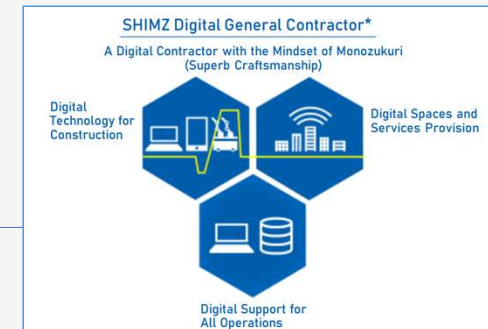 SHIMZ Digital General Contractor*
A Digital Contractor with the Mindset of Monozukuri
(Superb Craftsmanship)
Digital
Technology for
Construction
Digital Spaces and
Services Provision
Digital Support for
All Operations